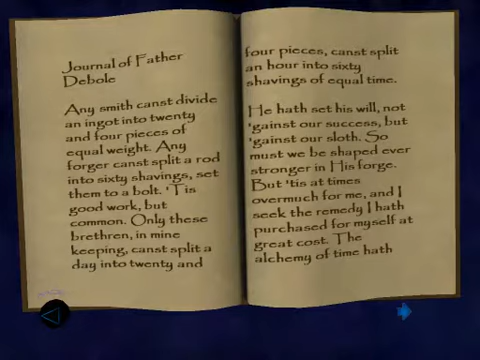 Journal of Father
Debole
Any smith canst divide
an ingot into twenty
and four pieces of
equal weight. Any
forger canst split a rod
into sixty shavings, set
them to a bolt. 'Tis
good work, but
common. Only these
brethren, in mine
keeping, canst split a
day into twenty and
four pieces, canst split
an hour into sixty
shavings of equal time.
He hath set his will, not
'gainst our success, but
'gainst our sloth. So
must we be shaped ever
stronger in His forge.
But 'tis at times
overmuch for me, and I
seek the remedy I hath
purchased for myself at
great cost. The
alchemy of time hath